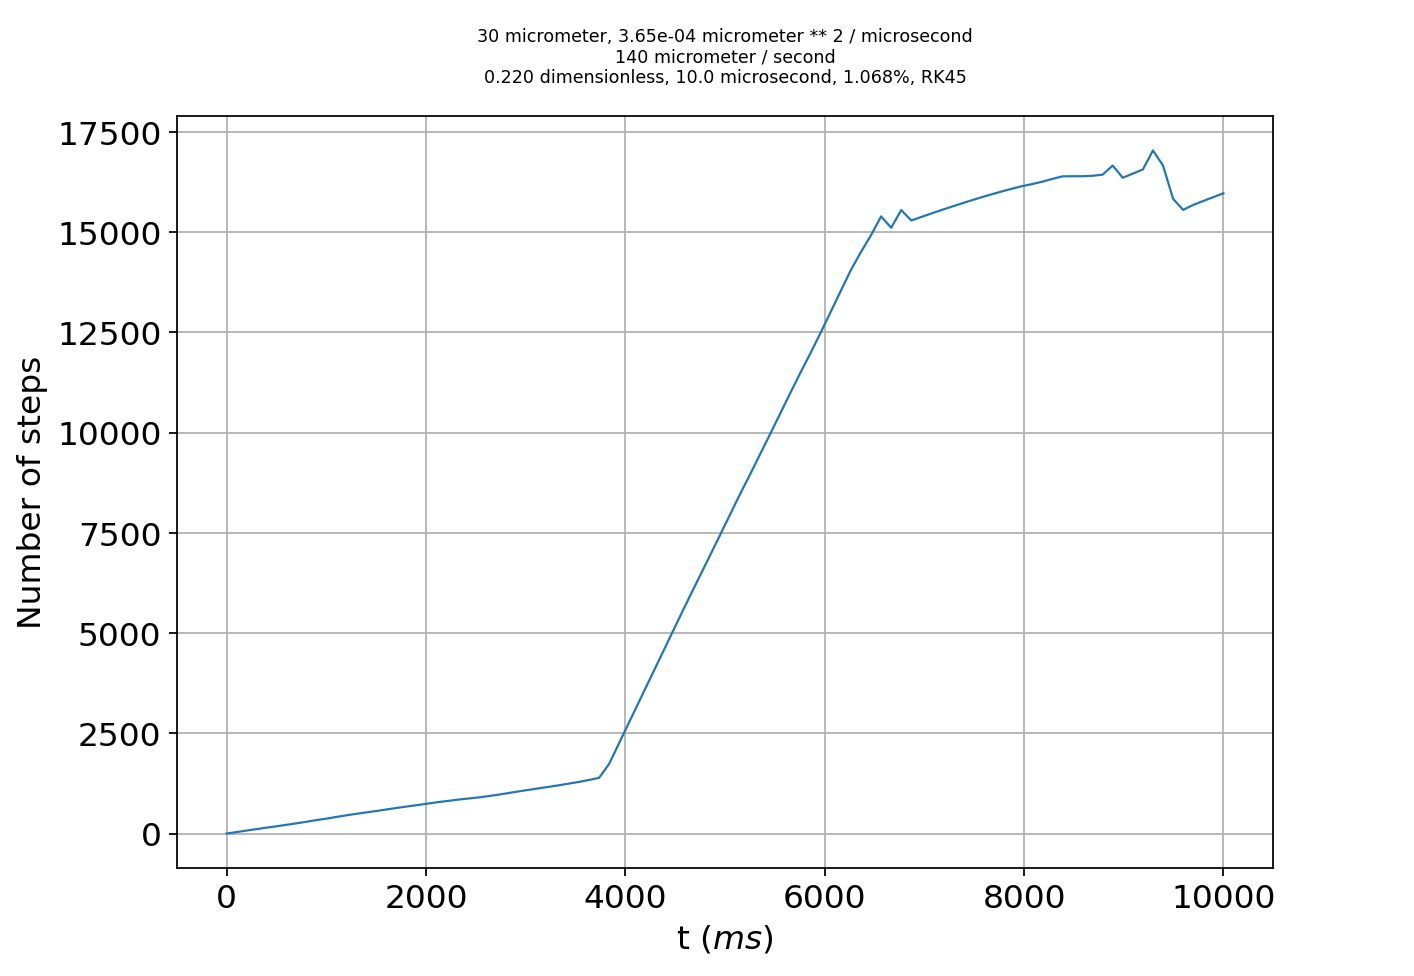 30 micrometer, 3.65e-04 micrometer ** 2 / microsecond
140 micrometer / second
0.220 dimensionless, 10.0 microsecond, 1.068%, RK45
17500
15000
12500
10000
7500
5000
2500
0
Number of steps
0 2000 4000 6000 8000 10000
t (ms)